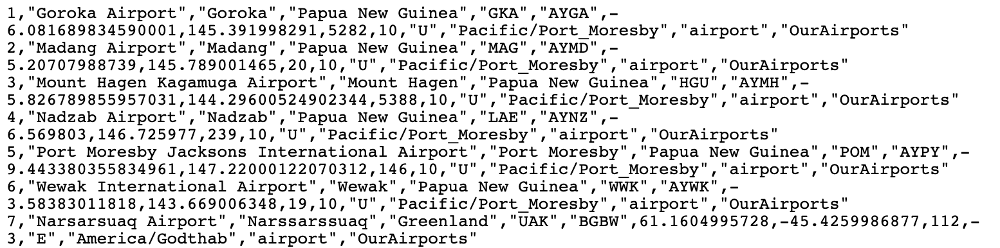 1,"Goroka Airport","Goroka","Papua New Guinea","GKA","AYGA",-
6.081689834590001,145.391998291,5282,10,"U","Pacific/Port_Moresby","airport","OurAirports"
2,"Madang Airport","Madang","Papua New Guinea","MAG","AYMD",-
5.20707988739,145.789001465,20,10,"U","Pacific/Port_Moresby","airport","OurAirports"
3,"Mount Hagen Kagamuga Airport","Mount Hagen","Papua New Guinea","HGU","AYMH",-
5.826789855957031,144.29600524902344,5388,10,"U","Pacific/Port_Moresby","airport","OurAirports"
4,"Nadzab Airport","Nadzab","Papua New Guinea","LAE","AYNZ",-
6.569803,146.725977,239,10,"U","Pacific/Port_Moresby","airport","OurAirports"
5,"Port Moresby Jacksons International Airport","Port Moresby","Papua New Guinea","POM","AYPY",-
9.443380355834961,147.22000122070312,146,10,"U","Pacific/Port_Moresby","airport","OurAirports"
6,"Wewak International Airport","Wewak","Papua New Guinea","WWK","AYWK",-
3.58383011818,143.669006348,19,10,"U","Pacific/Port_Moresby","airport","OurAirports"
7,"Narsarsuaq Airport","Narssarssuaq","Greenland","UAK","BGBW",61.1604995728,-45.4259986877,112,-
3,"E","America/Godthab","airport","OurAirports"